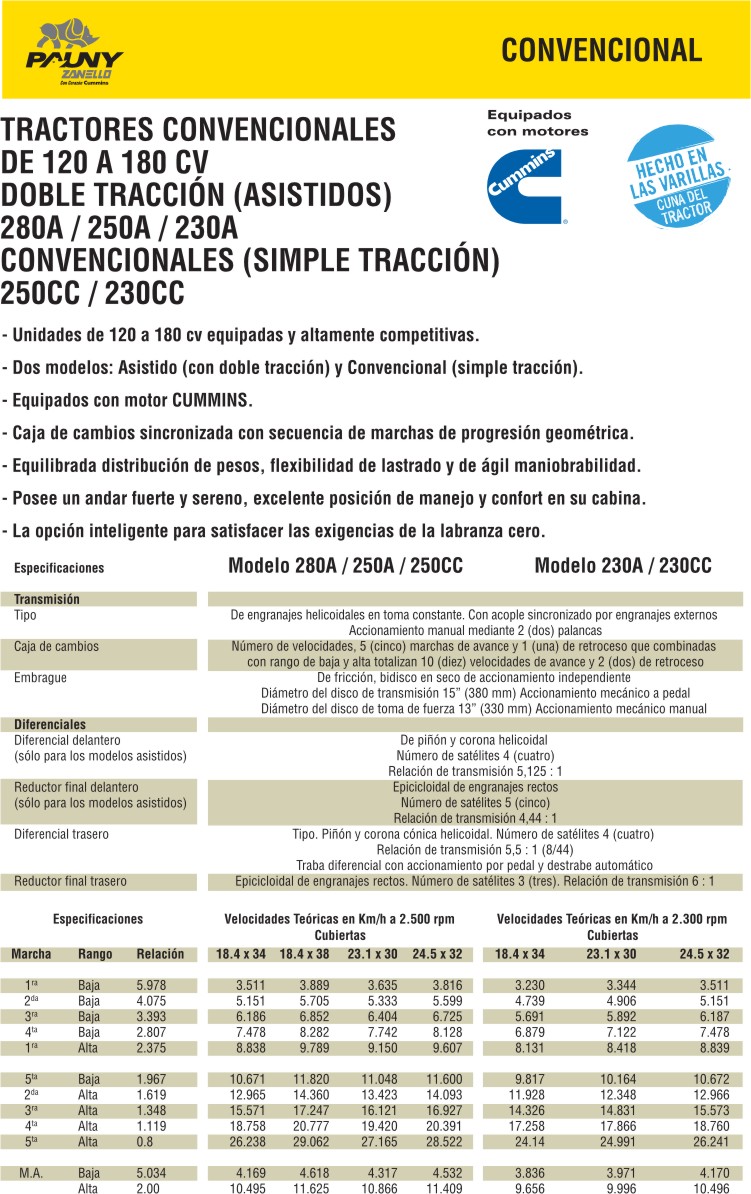 PAUNY
ZANELLO
Con Corazón Cummins
CONVENCIONAL
TRACTORES CONVENCIONALES
DE 120 A 180 CV
DOBLE TRACCIÓN (ASISTIDOS)
280A / 250A / 230A
CONVENCIONALES (SIMPLE TRACCIÓN)
250CC / 230CC
Equipados
con motores
Cummins
HECHO EN
LAS VARILLAS
CUNA DEL
TRACTOR
- Unidades de 120 a 180 cv equipadas y altamente competitivas.
- Dos modelos: Asistido (con doble tracción) y Convencional (simple tracción).
- Equipados con motor CUMMINS.
- Caja de cambios sincronizada con secuencia de marchas de progresión geométrica.
- Equilibrada distribución de pesos, flexibilidad de lastrado y de ágil maniobrabilidad.
- Posee un andar fuerte y sereno, excelente posición de manejo y confort en su cabina.
- La opción inteligente para satisfacer las exigencias de la labranza cero.
Especificaciones Modelo 280A / 250A / 250CC Modelo 230A / 230CC
Transmisión
Tipo De engranajes helicoidales en toma constante. Con acople sincronizado por engranajes externos
Accionamiento manual mediante 2 (dos) palancas
Caja de cambios Número de velocidades, 5 (cinco) marchas de avance y 1 (una) de retroceso que combinadas
con rango de baja y alta totalizan 10 (diez) velocidades de avance y 2 (dos) de retroceso
Embrague De fricción, bidisco en seco de accionamiento independiente
Diámetro del disco de transmisión 15” (380 mm) Accionamiento mecánico a pedal
Diámetro del disco de toma de fuerza 13” (330 mm) Accionamiento mecánico manual
Diferenciales
Diferencial delantero De piñón y corona helicoidal
(sólo para los modelos asistidos) Número de satélites 4 (cuatro)
Relación de transmisión 5,125 : 1
Reductor final delantero Epicicloidal de engranajes rectos
(sólo para los modelos asistidos) Número de satélites 5 (cinco)
Relación de transmisión 4,44 : 1
Diferencial trasero Tipo. Piñón y corona cónica helicoidal. Número de satélites 4 (cuatro)
Relación de transmisión 5,5 : 1 (8/44)
Traba diferencial con accionamiento por pedal y destrabe automático
Reductor final trasero Epicicloidal de engranajes rectos. Número de satélites 3 (tres). Relación de transmisión 6 : 1
Especificaciones Velocidades Teóricas en Km/h a 2.500 rpm Velocidades Teóricas en Km/h a 2.300 rpm
Cubiertas Cubiertas
Marcha Rango Relación 18.4 x 34 18.4 x 38 23.1 x 30 24.5 x 32 18.4 x 34 23.1 x 30 24.5 x 32
1ra Baja 5.978 3.511 3.889 3.635 3.816 3.230 3.344 3.511
2da Baja 4.075 5.151 5.705 5.333 5.599 4.739 4.906 5.151
3ra Baja 3.393 6.186 6.852 6.404 6.725 5.691 5.892 6.187
4ta Baja 2.807 7.478 8.282 7.742 8.128 6.879 7.122 7.478
1ra Alta 2.375 8.838 9.789 9.150 9.607 8.131 8.418 8.839
5ta Baja 1.967 10.671 11.820 11.048 11.600 9.817 10.164 10.672
2da Alta 1.619 12.965 14.360 13.423 14.093 11.928 12.348 12.966
3ra Alta 1.348 15.571 17.247 16.121 16.927 14.326 14.831 15.573
4ta Alta 1.119 18.758 20.777 19.420 20.391 17.258 17.866 18.760
5ta Alta 0.8 26.238 29.062 27.165 28.522 24.14 24.991 26.241
M.A. Baja 5.034 4.169 4.618 4.317 4.532 3.836 3.971 4.170
Alta 2.00 10.495 11.625 10.866 11.409 9.656 9.996 10.496